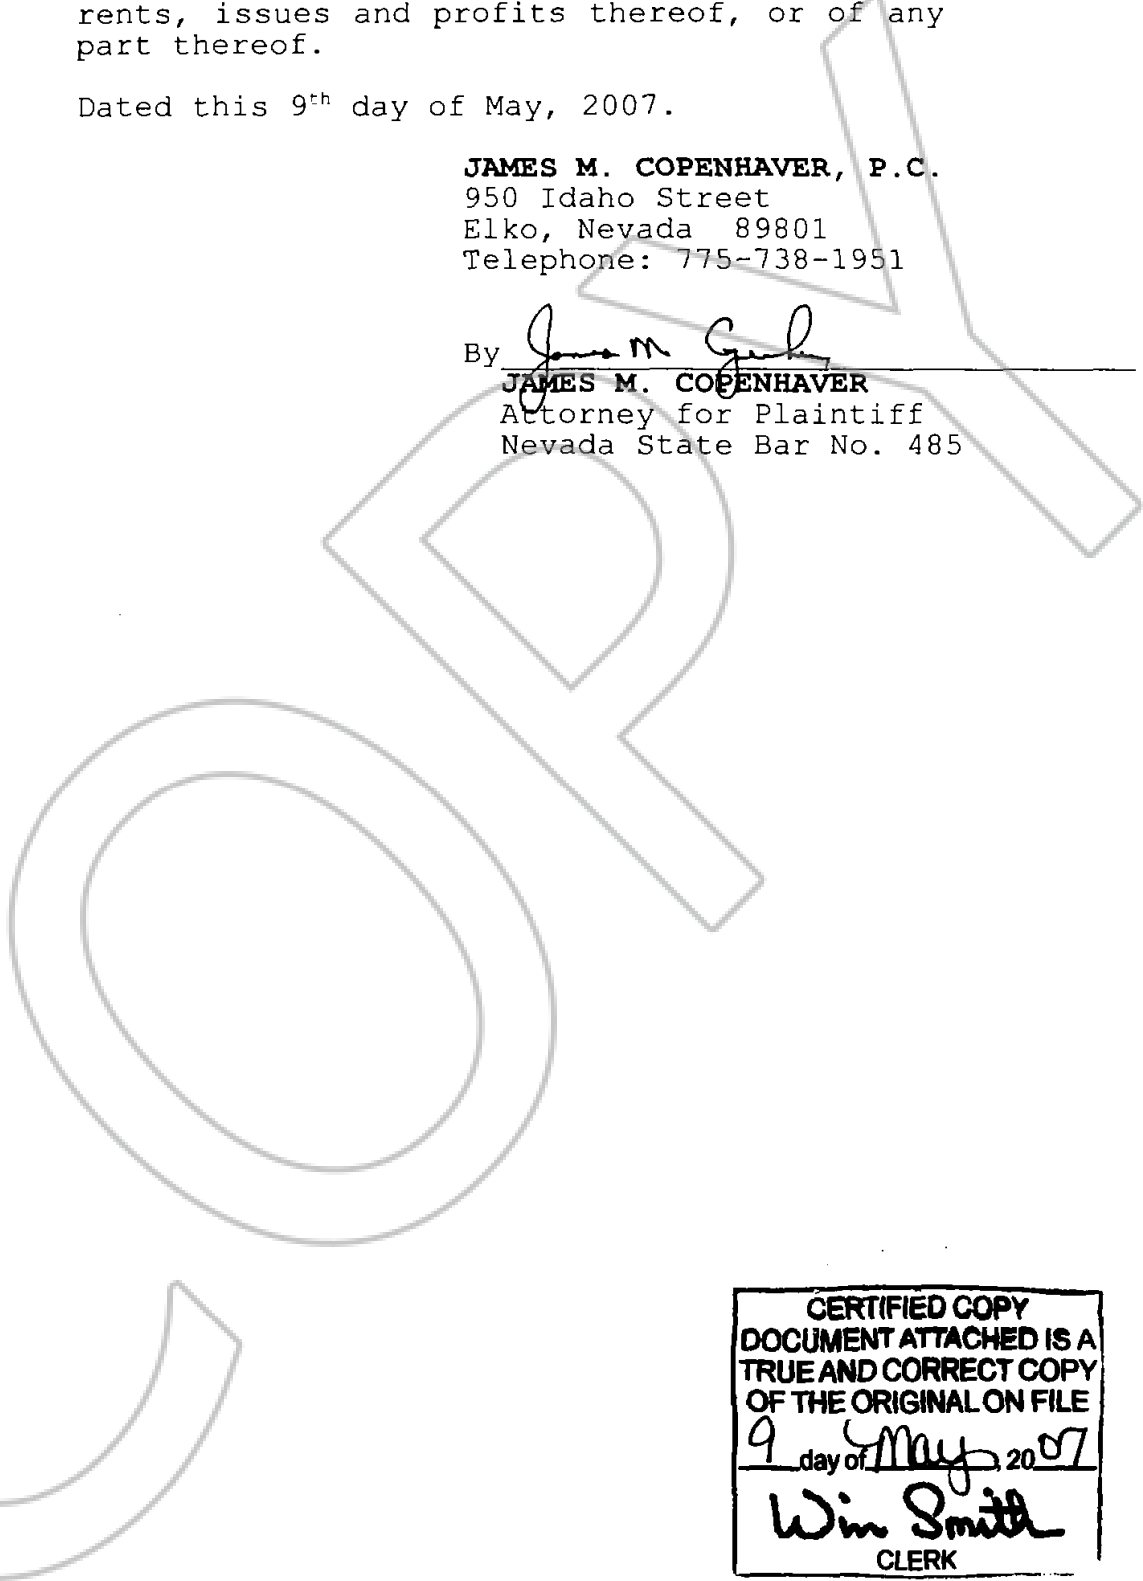 rents, issues and profits thereof, or of any
part thereof.
Dated this 9th day of May, 2007.
JAMES M. COPENHAVER, P.C.
950 Idaho Street
Elko, Nevada 89801
Telephone: 775-738-1951
By James M
JAMES M. COPENHAVER
Attorney for Plaintiff
Nevada State Bar No. 485
COPY
CERTIFIED COPY
DOCUMENT ATTACHED IS A
TRUE AND CORRECT COPY
OF THE ORIGINAL ON FILE
9 day of May, 2007
Win Smith
CLERK